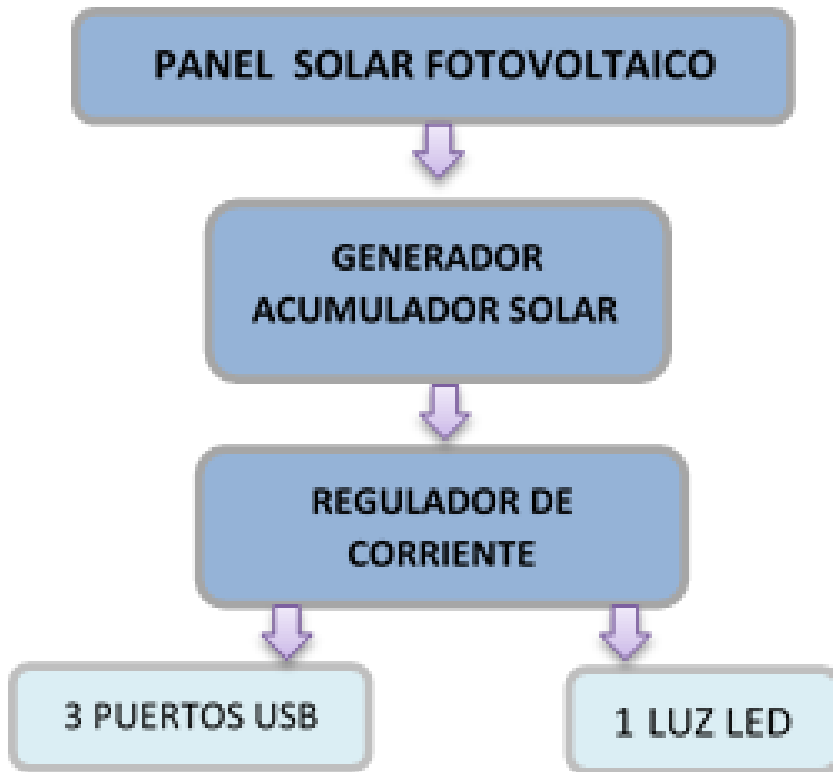 PANEL SOLAR FOTOVOLTAICO
GENERADOR
ACUMULADOR SOLAR
REGULADOR DE
CORRIENTE
3 PUERTOS USB
1 LUZ LED